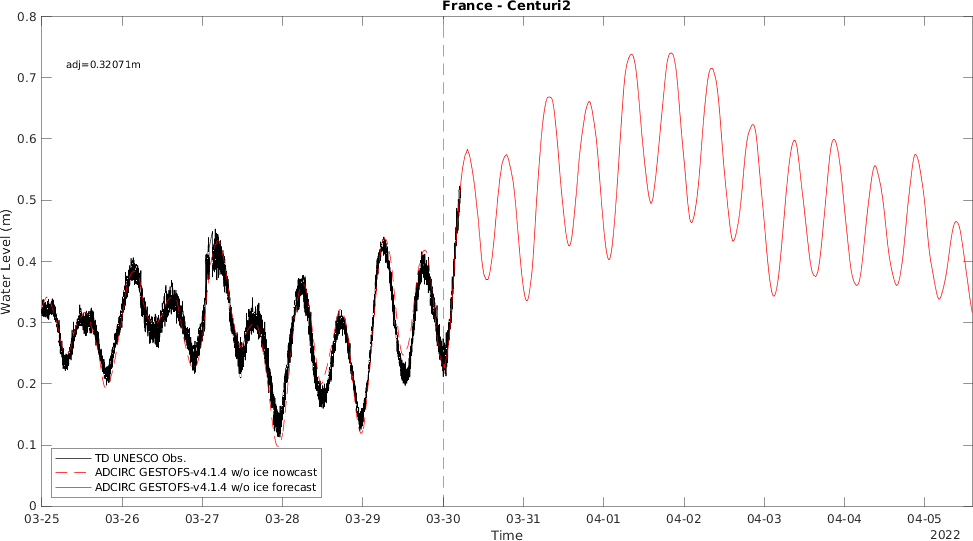 France - Centuri2
0.8
0.7
0.6
0.5
0.4
0.3
0.2
0.1
0
Water Level (m)
adj=0.32071m
TD UNESCO Obs.
ADCIRC GESTOFS-v4.1.4 w/o ice nowcast
ADCIRC GESTOFS-v4.1.4 w/o ice forecast
03-25 03-26 03-27 03-28 03-29 03-30 03-31 04-01 04-02 04-03 04-04 04-05
Time
2022